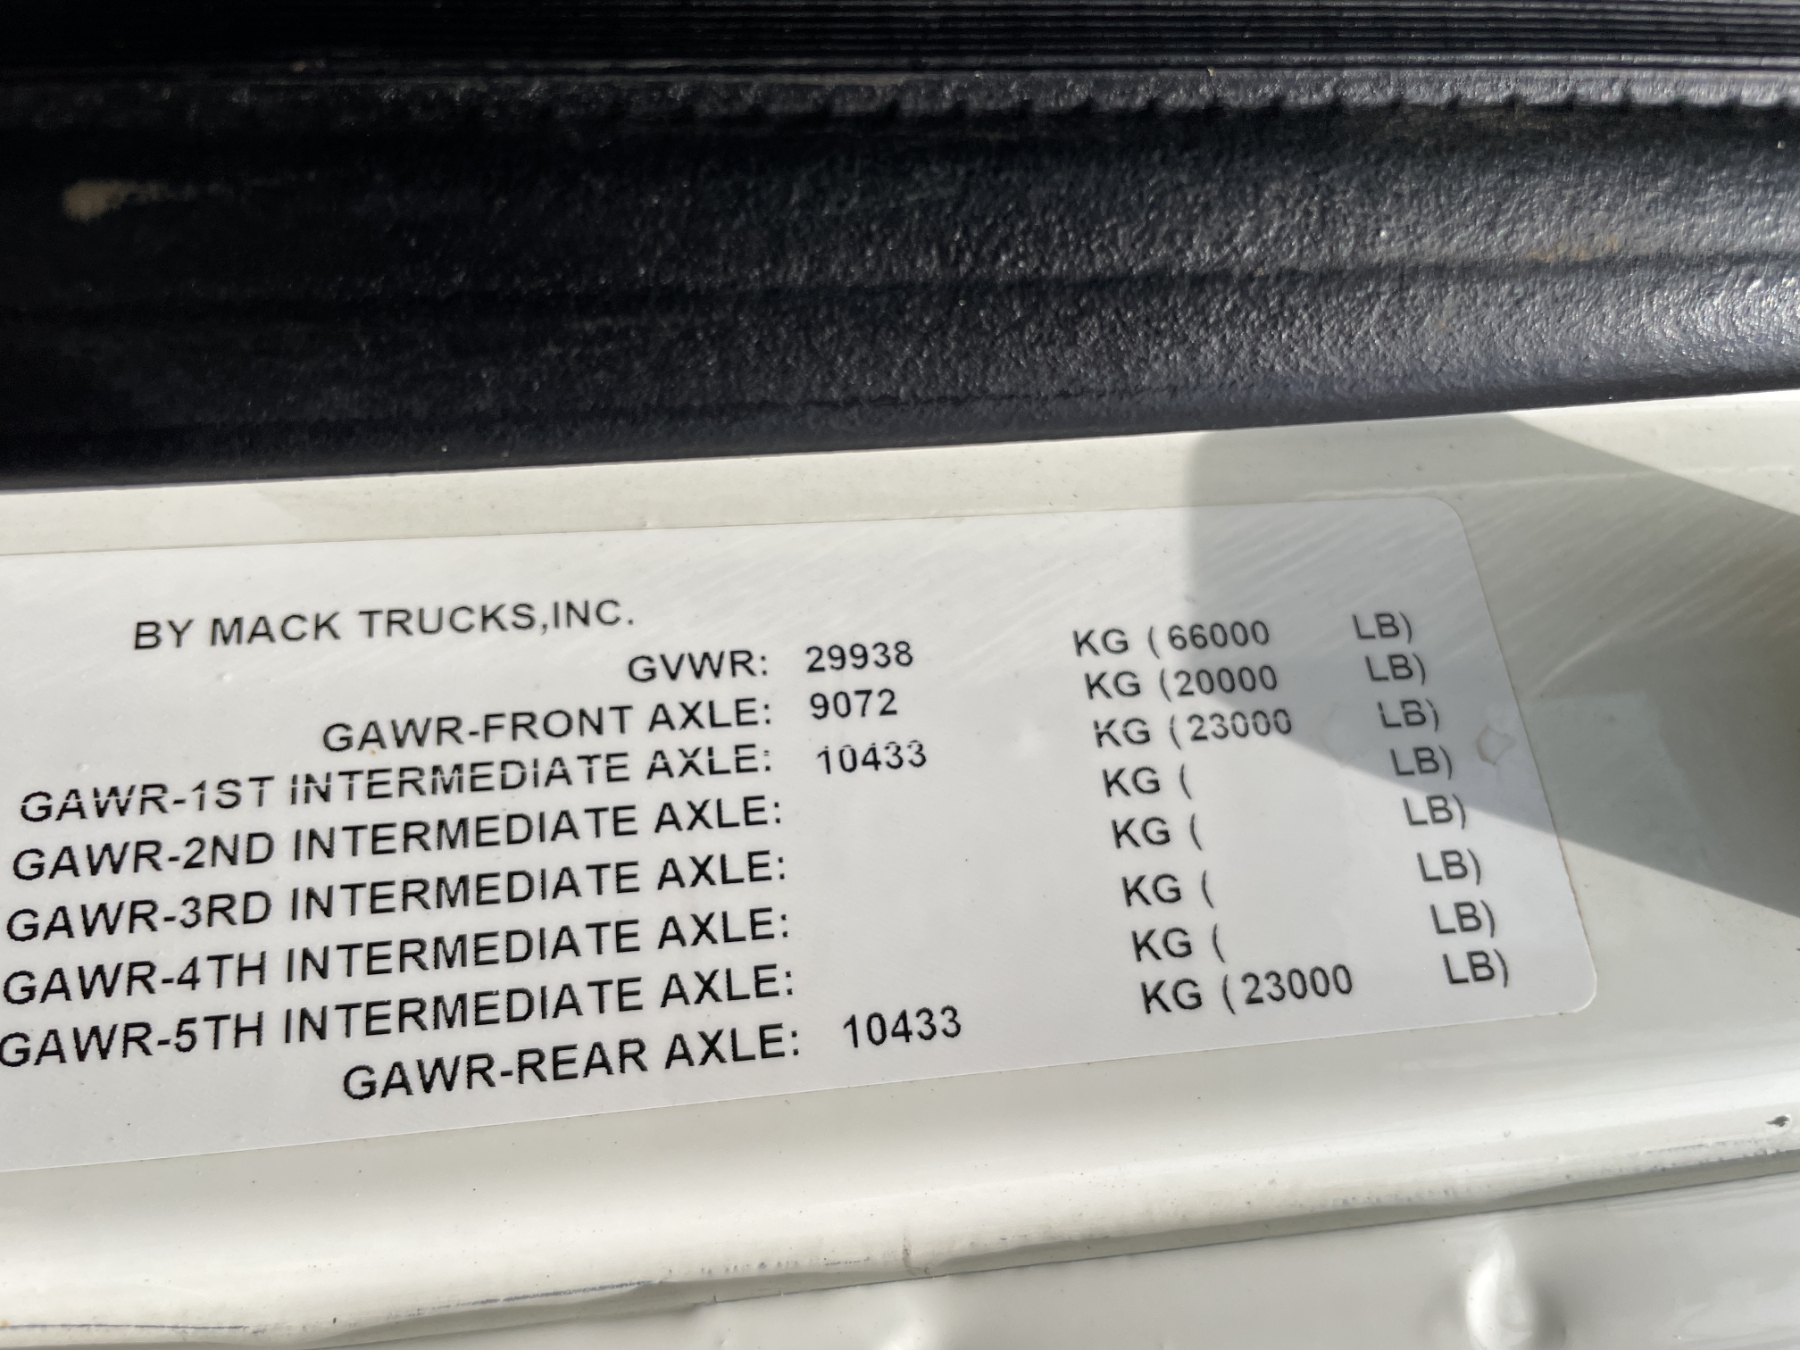 BY MACK TRUCKS,INC.
GVWR: 29938 KG (66000 LB)
GAWR-FRONT AXLE: 9072 KG (20000 LB)
GAWR-1ST INTERMEDIATE AXLE: 10433 KG (23000 LB)
GAWR-2ND INTERMEDIATE AXLE: KG ( LB)
GAWR-3RD INTERMEDIATE AXLE: KG ( LB)
GAWR-4TH INTERMEDIATE AXLE: KG ( LB)
GAWR-5TH INTERMEDIATE AXLE: KG ( LB)
GAWR-REAR AXLE: 10433 KG (23000 LB)